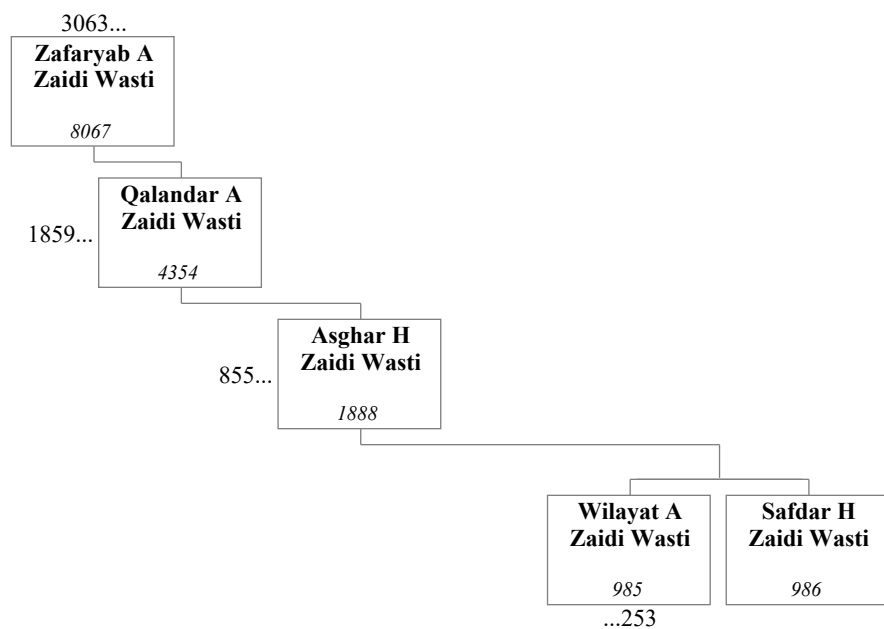 3063...
Zafaryab A
Zaidi Wasti
8067
Qalandar A
Zaidi Wasti
1859...
4354
Asghar H
Zaidi Wasti
855...
1888
Wilayat A
Zaidi Wasti
985
...253
Safdar H
Zaidi Wasti
986